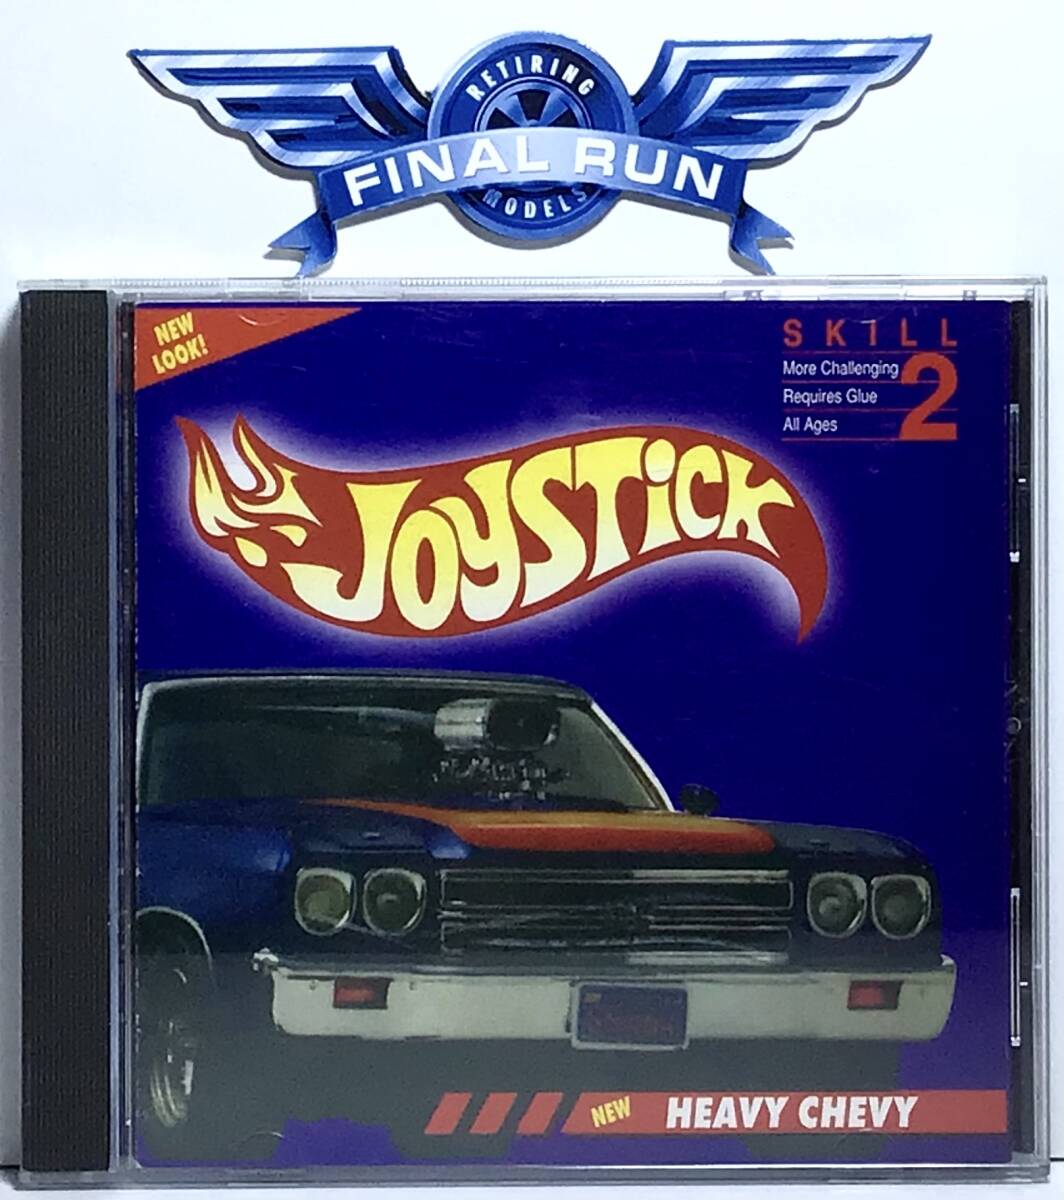 RETIRING
FINAL RUN
MODELS
NEW
LOOK!
SKILL
2
More Challenging
Requires Glue
All Ages
JOYSTiCK
NEW
HEAVY CHEVY